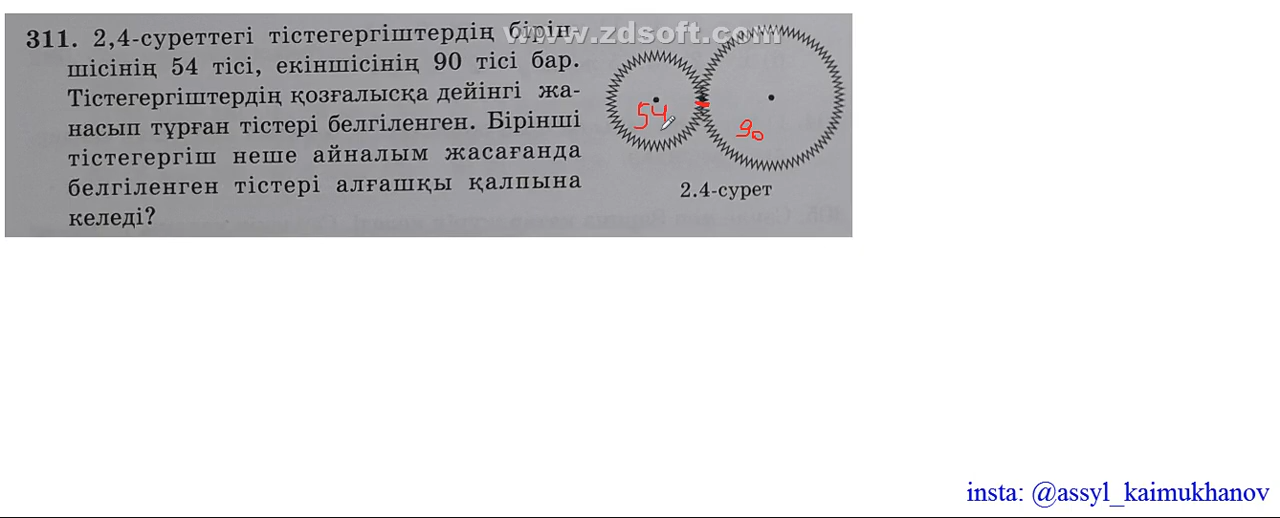 311. 2,4-суреттегі тістегергіштердің бірін-
шісінің 54 тісі, екіншісінің 90 тісі бар.
Тістегергіштердің қозғалысқа дейінгі жа-
насып тұрған тістері белгіленген. Бірінші
тістегергіш неше айналым жасағанда
белгіленген тістері алғашқы қалпына
келеді?
www.zdsoft.com
54
90
2.4-сурет
insta: @assyl_kaimukhanov